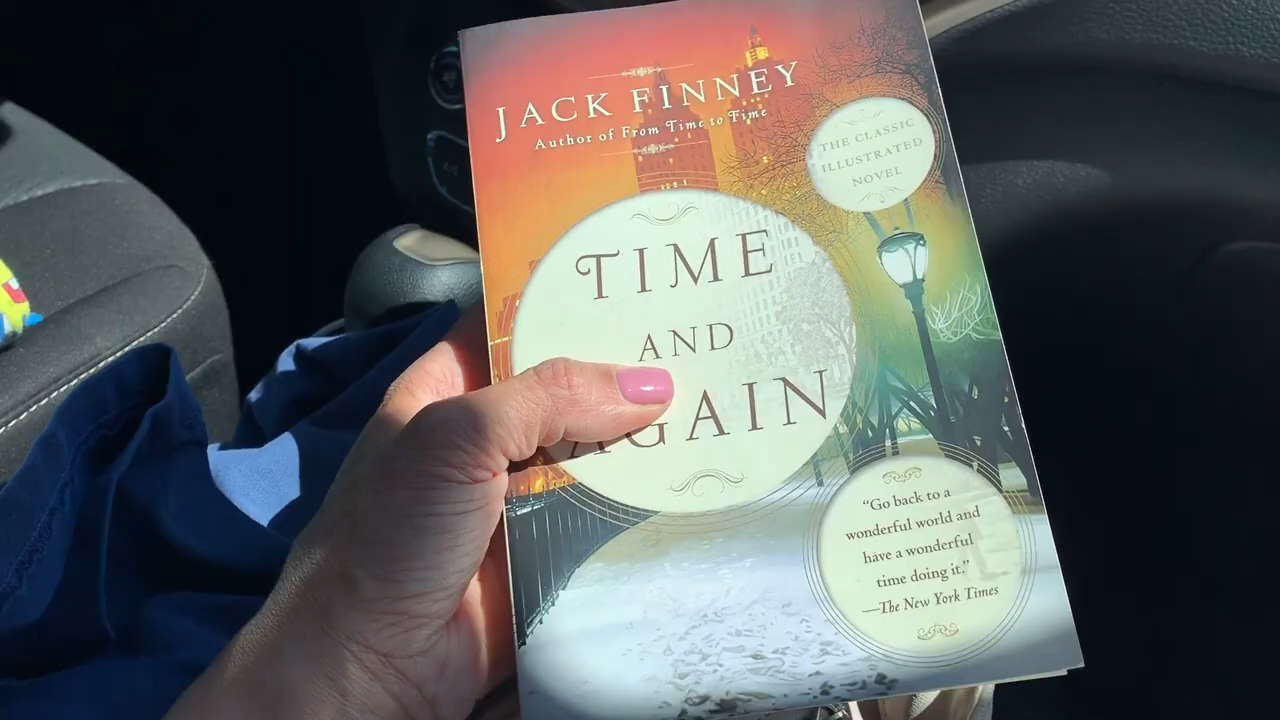 JACK FINNEY
Author of From Time to Time
THE CLASSIC
ILLUSTRATED
NOVEL
TIME
AND
AGAIN
"Go back to a
wonderful world and
have a wonderful
time doing it."
—The New York Times